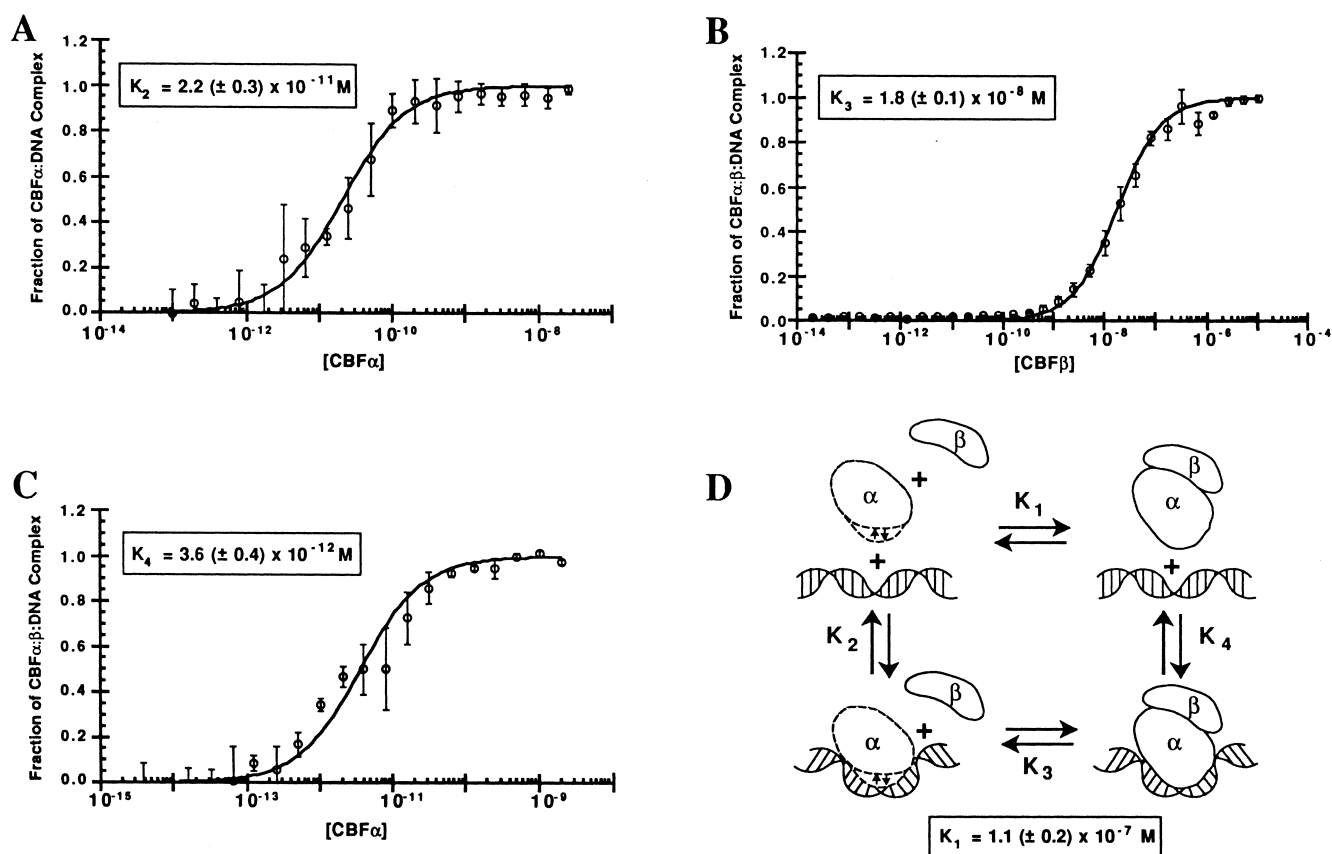 A
Fraction of CBFα:DNA Complex
1.2
1.0
0.8
0.6
0.4
0.2
0.0
K2 = 2.2 (± 0.3) x 10-11 M
10-14
10-12
10-10
10-8
[CBFα]
B
Fraction of CBFα:β:DNA Complex
1.2
1.0
0.8
0.6
0.4
0.2
0.0
K3 = 1.8 (± 0.1) x 10-8 M
10-14
10-12
10-10
10-8
10-6
10-4
[CBFβ]
C
Fraction of CBFα:β:DNA Complex
1.2
1.0
0.8
0.6
0.4
0.2
0.0
K4 = 3.6 (± 0.4) x 10-12 M
10-15
10-13
10-11
10-9
[CBFα]
D
β
α
+
+
K1
β
α
+
K2
K4
β
α
+
K3
β
α
K1 = 1.1 (± 0.2) x 10-7 M